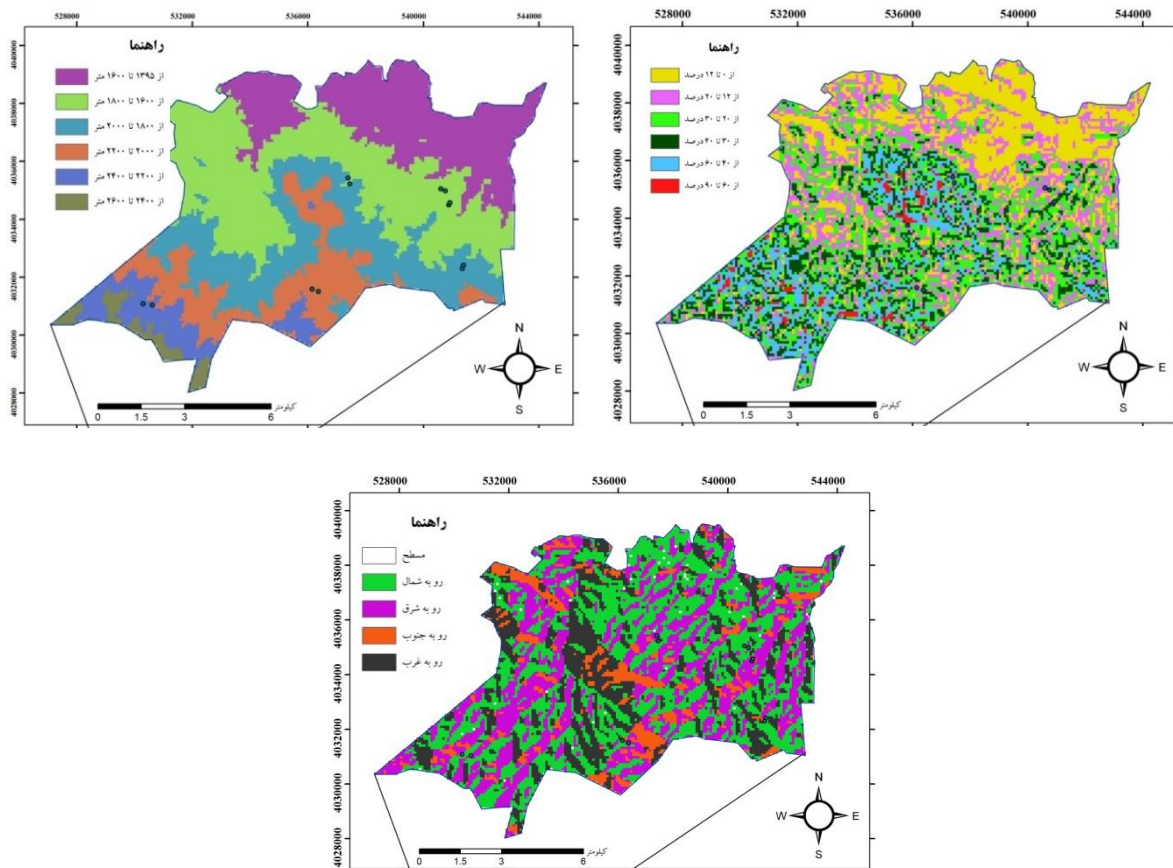 528000 532000 536000 540000 544000
4040000
4038000
4036000
4034000
4032000
4030000
4028000
راهنما
از ۱۳۹۵ تا ۱۶۰۰ متر
از ۱۶۰۰ تا ۱۸۰۰ متر
از ۱۸۰۰ تا ۲۰۰۰ متر
از ۲۰۰۰ تا ۲۲۰۰ متر
از ۲۲۰۰ تا ۲۴۰۰ متر
از ۲۴۰۰ تا ۲۶۰۰ متر
N
W E
S
0 1.5 3 6 کیلومتر
528000 532000 536000 540000 544000
4040000
4038000
4036000
4034000
4032000
4030000
4028000
راهنما
از ۰ تا ۱۲ درصد
از ۱۲ تا ۲۰ درصد
از ۲۰ تا ۳۰ درصد
از ۳۰ تا ۴۰ درصد
از ۴۰ تا ۶۰ درصد
از ۶۰ تا ۹۰ درصد
N
W E
S
0 1.5 3 6 کیلومتر
528000 532000 536000 540000 544000
4040000
4038000
4036000
4034000
4032000
4030000
4028000
راهنما
مسطح
رو به شمال
رو به شرق
رو به جنوب
رو به غرب
N
W E
S
0 1.5 3 6 کیلومتر